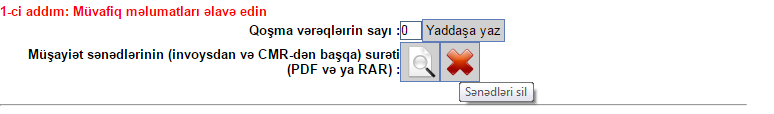 1-ci addım: Müvafiq məlumatları əlavə edin
Qoşma vərəqləırin sayı : 0 Yaddaşa yaz
Müşayiət sənədlərinin (invoysdan və CMR-dən başqa) surəti
(PDF və ya RAR) :
Sənədləri sil